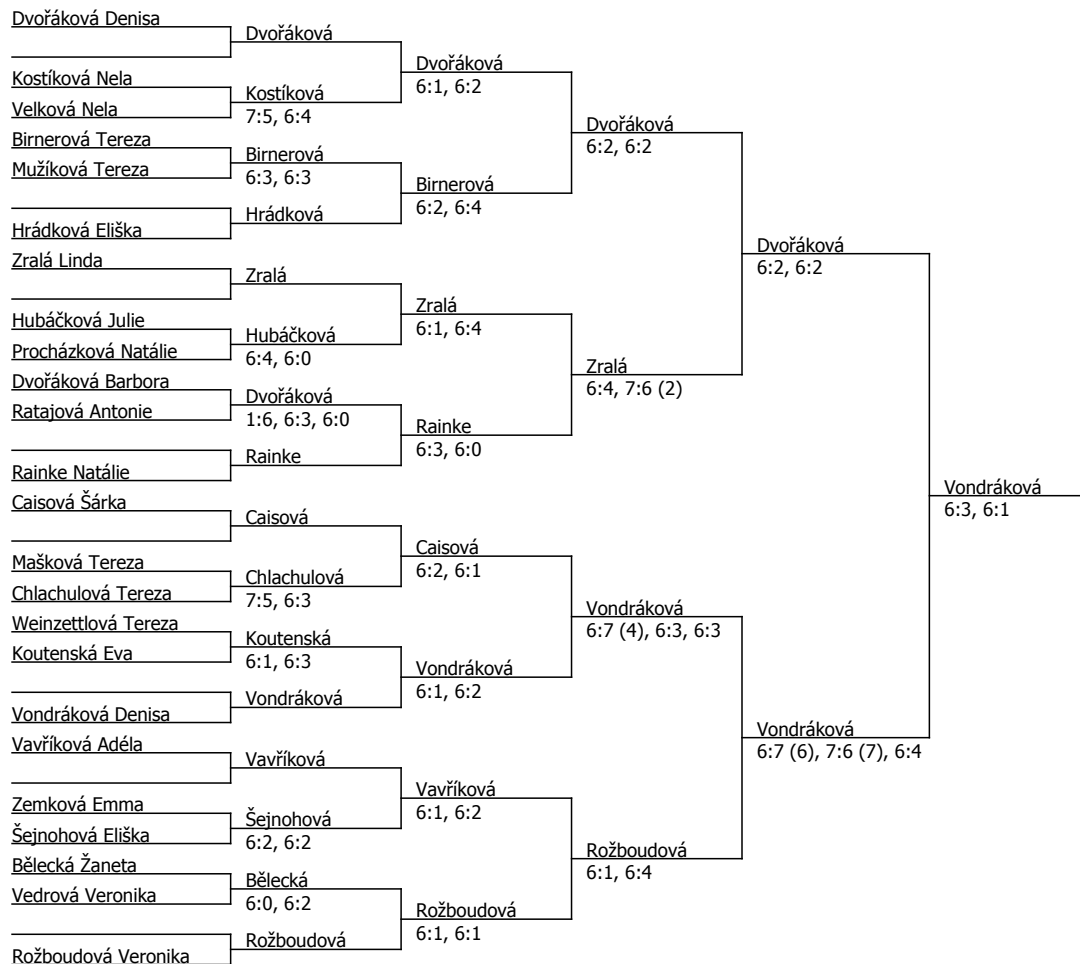 Dvořáková Denisa
Kostíková Nela
Velková Nela
Birnerová Tereza
Mužíková Tereza
Hrádková Eliška
Zralá Linda
Hubáčková Julie
Procházková Natálie
Dvořáková Barbora
Ratajová Antonie
Rainke Natálie
Caisová Šárka
Mašková Tereza
Chlachulová Tereza
Weinzettlová Tereza
Koutenská Eva
Vondráková Denisa
Vavříková Adéla
Zemková Emma
Šejnohová Eliška
Bělecká Žaneta
Vedrová Veronika
Rožboudová Veronika
Dvořáková
Kostíková
7:5, 6:4
Birnerová
6:3, 6:3
Hrádková
Zralá
Hubáčková
6:4, 6:0
Dvořáková
1:6, 6:3, 6:0
Rainke
Caisová
Chlachulová
7:5, 6:3
Koutenská
6:1, 6:3
Vondráková
Vavříková
Šejnohová
6:2, 6:2
Bělecká
6:0, 6:2
Rožboudová
Dvořáková
6:1, 6:2
Birnerová
6:2, 6:4
Zralá
6:1, 6:4
Rainke
6:3, 6:0
Caisová
6:2, 6:1
Vondráková
6:1, 6:2
Vavříková
6:1, 6:2
Rožboudová
6:1, 6:1
Dvořáková
6:2, 6:2
Zralá
6:4, 7:6 (2)
Vondráková
6:7 (4), 6:3, 6:3
Rožboudová
6:1, 6:4
Dvořáková
6:2, 6:2
Vondráková
6:7 (6), 7:6 (7), 6:4
Vondráková
6:3, 6:1